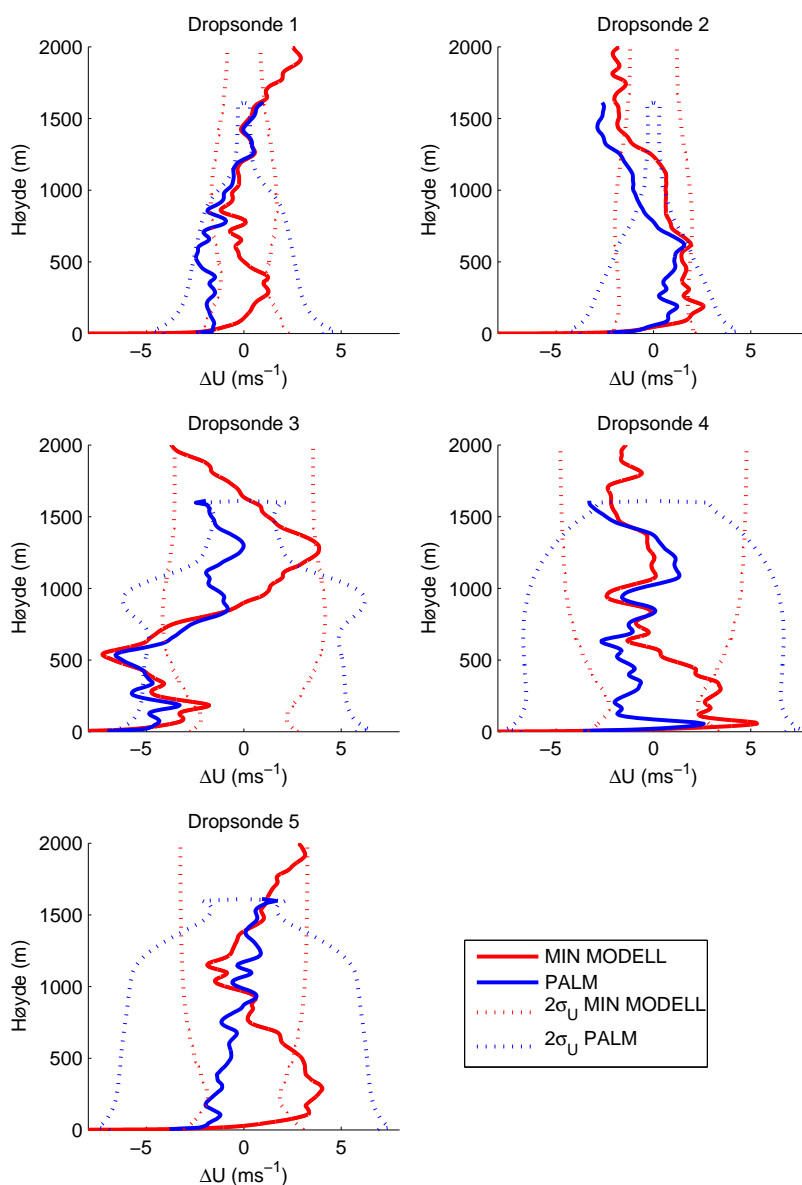 Dropsonde 1
2000
1500
1000
500
0
Høyde (m)
−5 0 5
ΔU (ms⁻¹)
Dropsonde 2
2000
1500
1000
500
0
Høyde (m)
−5 0 5
ΔU (ms⁻¹)
Dropsonde 3
2000
1500
1000
500
0
Høyde (m)
−5 0 5
ΔU (ms⁻¹)
Dropsonde 4
2000
1500
1000
500
0
Høyde (m)
−5 0 5
ΔU (ms⁻¹)
Dropsonde 5
2000
1500
1000
500
0
Høyde (m)
−5 0 5
ΔU (ms⁻¹)
MIN MODELL
PALM
2σ_U MIN MODELL
2σ_U PALM